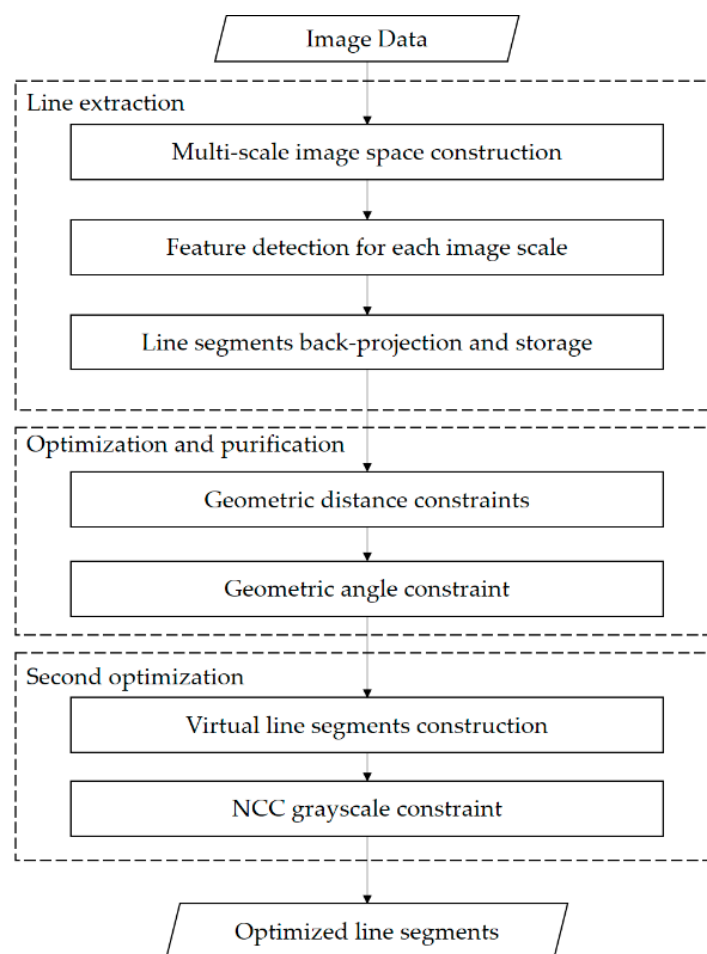 Image Data
Line extraction
Multi-scale image space construction
Feature detection for each image scale
Line segments back-projection and storage
Optimization and purification
Geometric distance constraints
Geometric angle constraint
Second optimization
Virtual line segments construction
NCC grayscale constraint
Optimized line segments